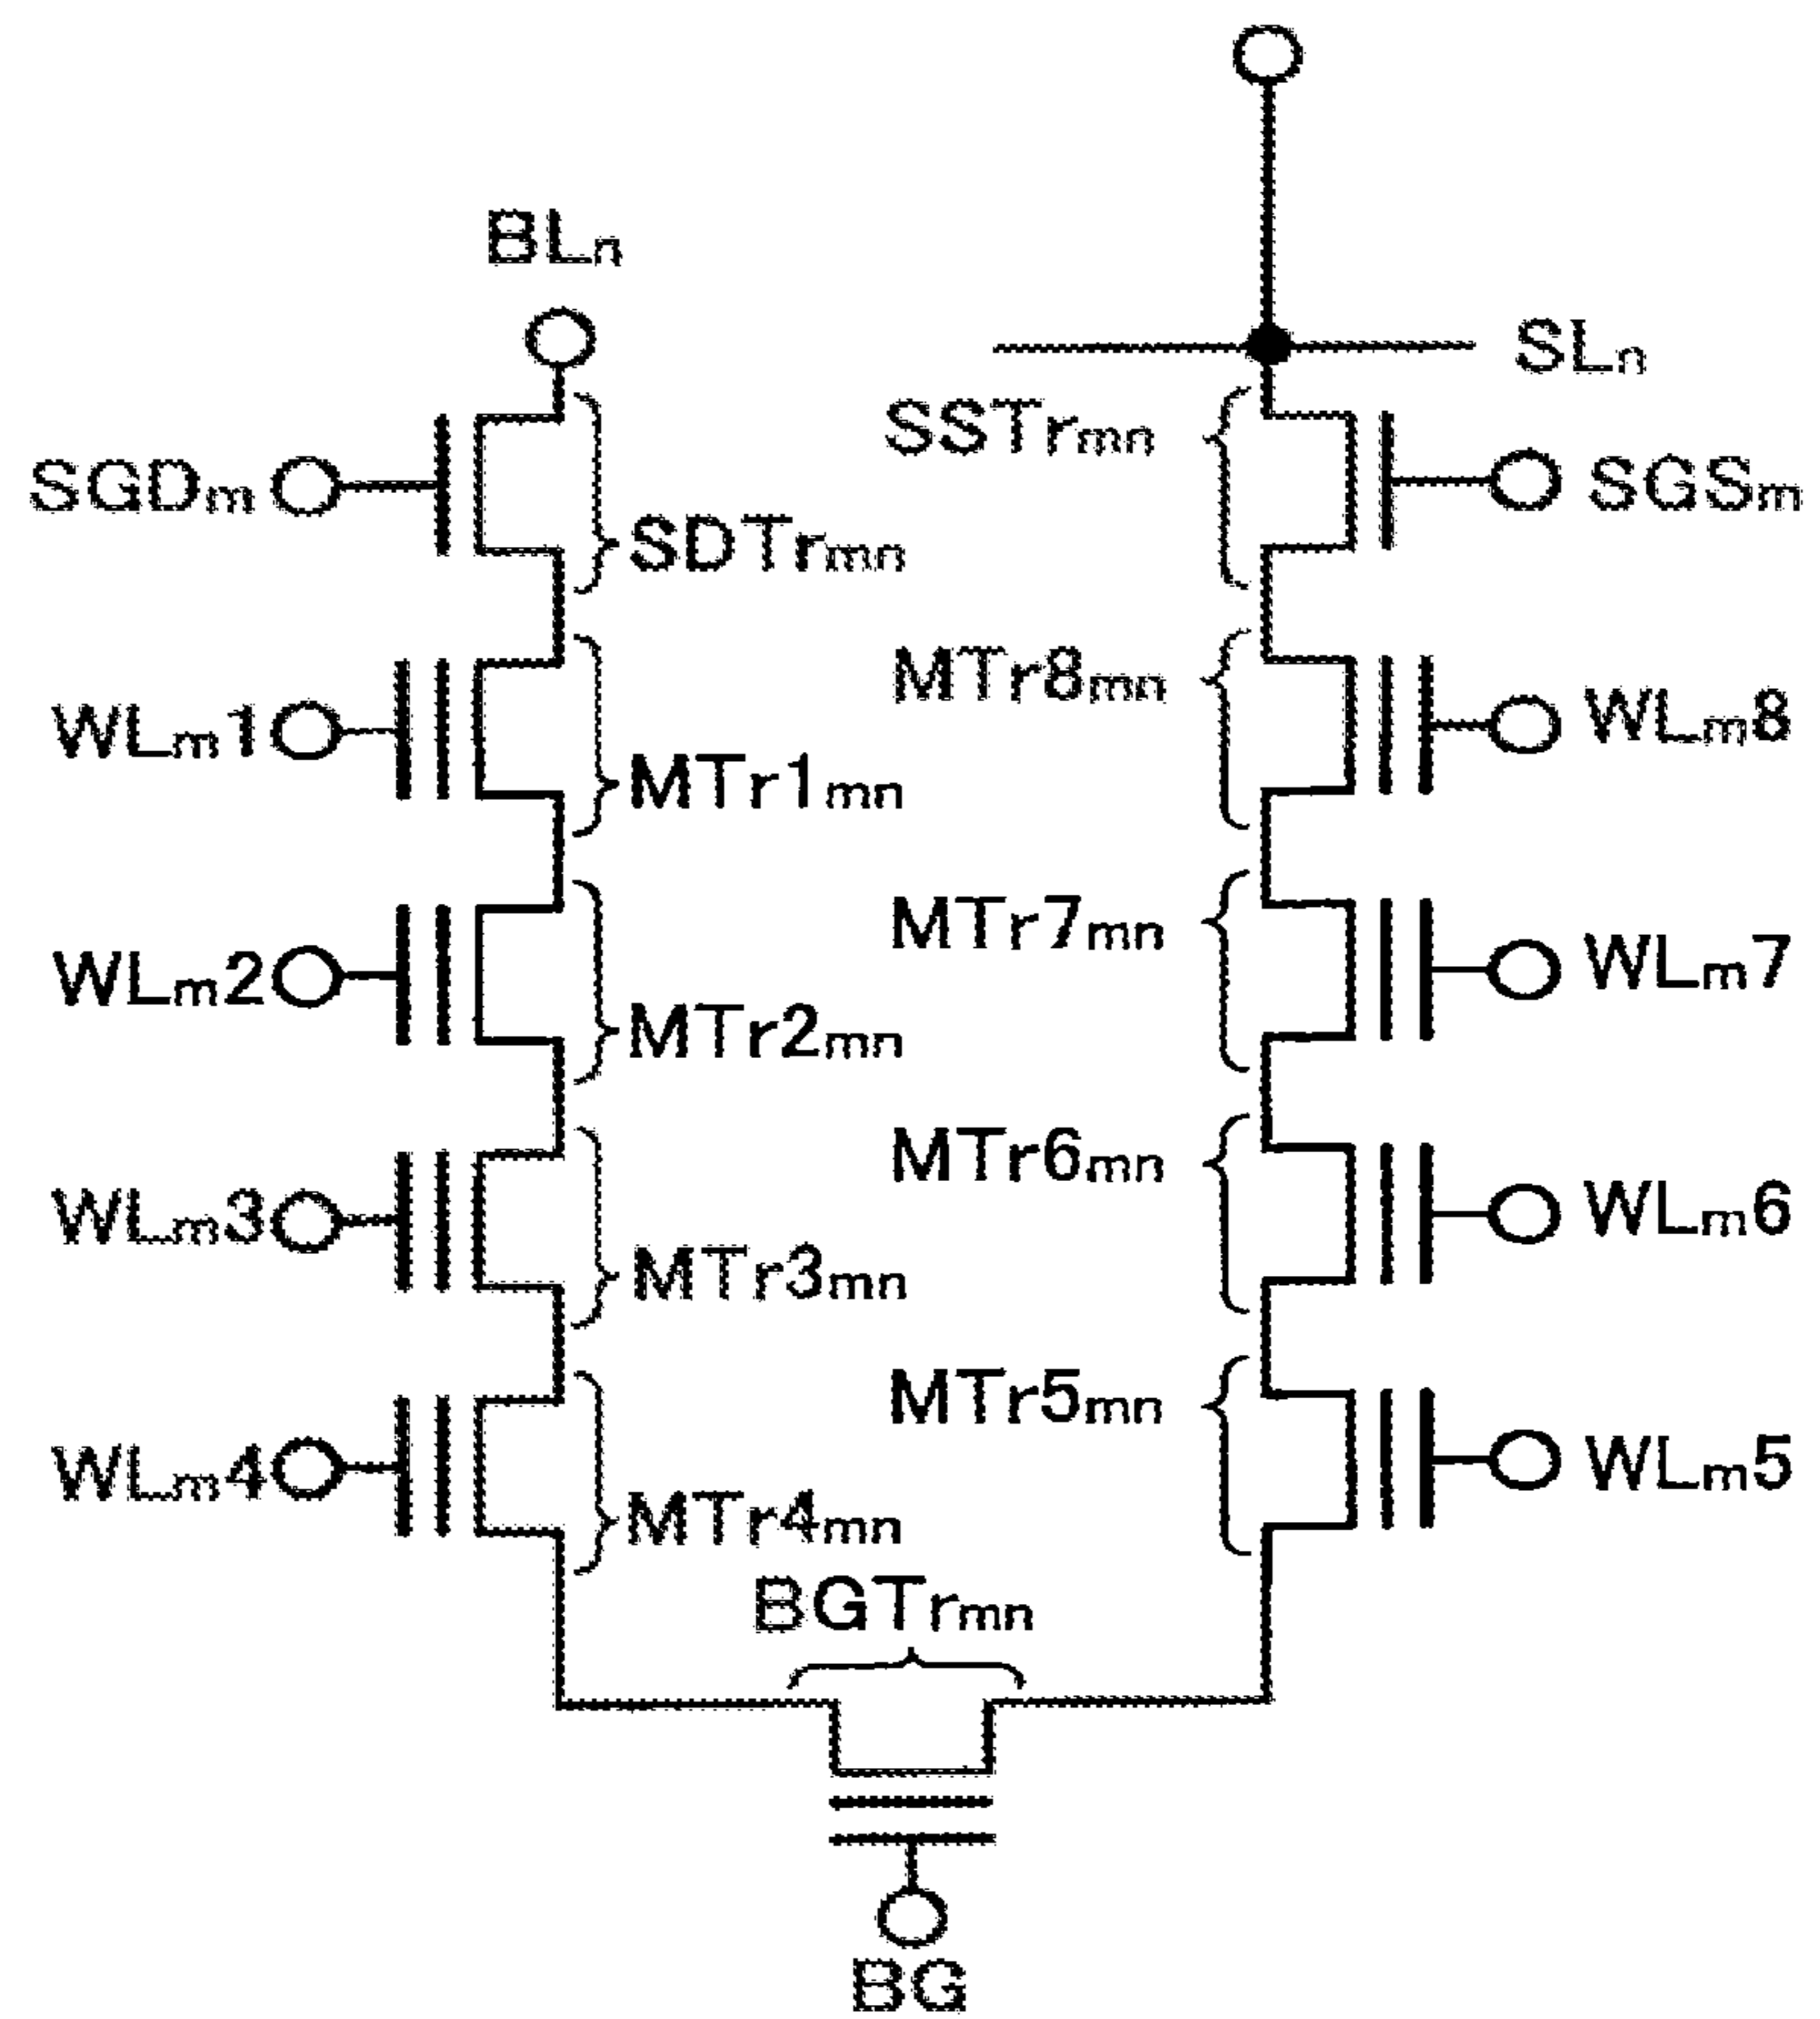 BLn
SLn
SSTrmn
SGDm
SGSm
SDTrmn
MTr8mn
WLm1
WLm8
MTr1mn
MTr7mn
WLm2
WLm7
MTr2mn
MTr6mn
WLm3
WLm6
MTr3mn
MTr5mn
WLm4
WLm5
MTr4mn
BGTrmn
BG